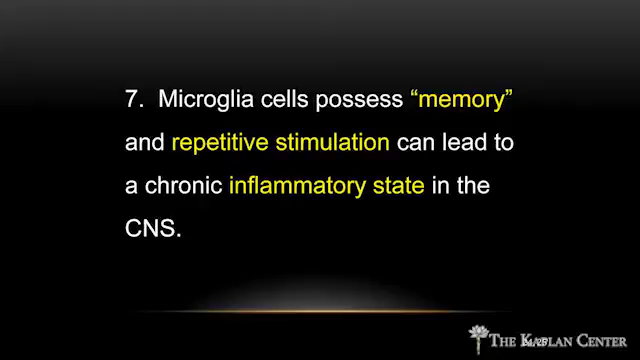 7. Microglia cells possess “memory”
and repetitive stimulation can lead to
a chronic inflammatory state in the
CNS.
THE KAPLAN CENTER